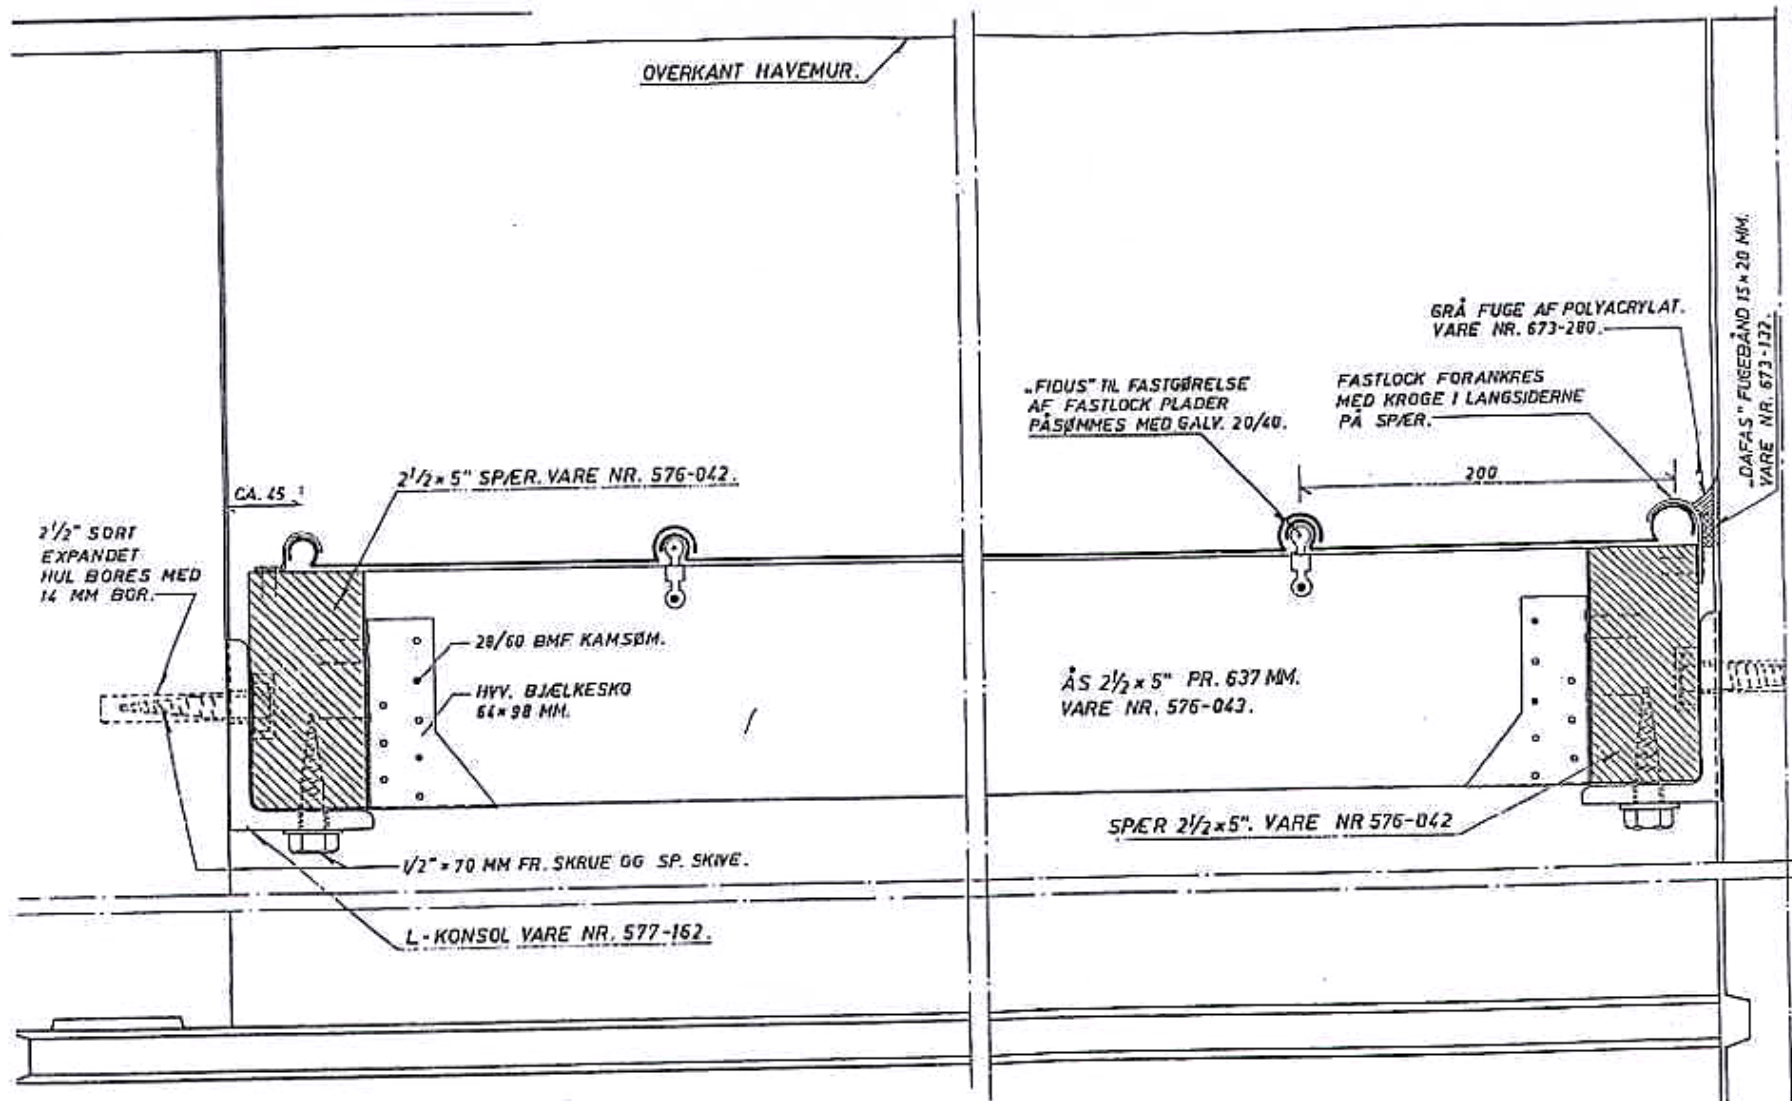 OVERKANT HAVEMUR.
GRÅ FUGE AF POLYACRYLAT.
VARE NR. 673-280.
„DAFAS" FUGEBÅND 15×20 MM.
VARE NR. 673-132.
„FIDUS" TIL FASTGØRELSE
AF FASTLOCK PLADER
PÅSØMMES MED GALV. 20/40.
FASTLOCK FORANKRES
MED KROGE I LANGSIDERNE
PÅ SPÆR.
200
2 1/2 × 5" SPÆR. VARE NR. 576-042.
CA. 45
2 1/2" SORT
EXPANDET
HUL BORES MED
14 MM BOR.
28/60 BMF KAMSØM.
HVV. BJÆLKESKO
64×98 MM.
ÅS 2 1/2 × 5" PR. 637 MM.
VARE NR. 576-043.
SPÆR 2 1/2×5". VARE NR 576-042
1/2" × 70 MM FR. SKRUE OG SP. SKIVE.
L-KONSOL VARE NR. 577-162.